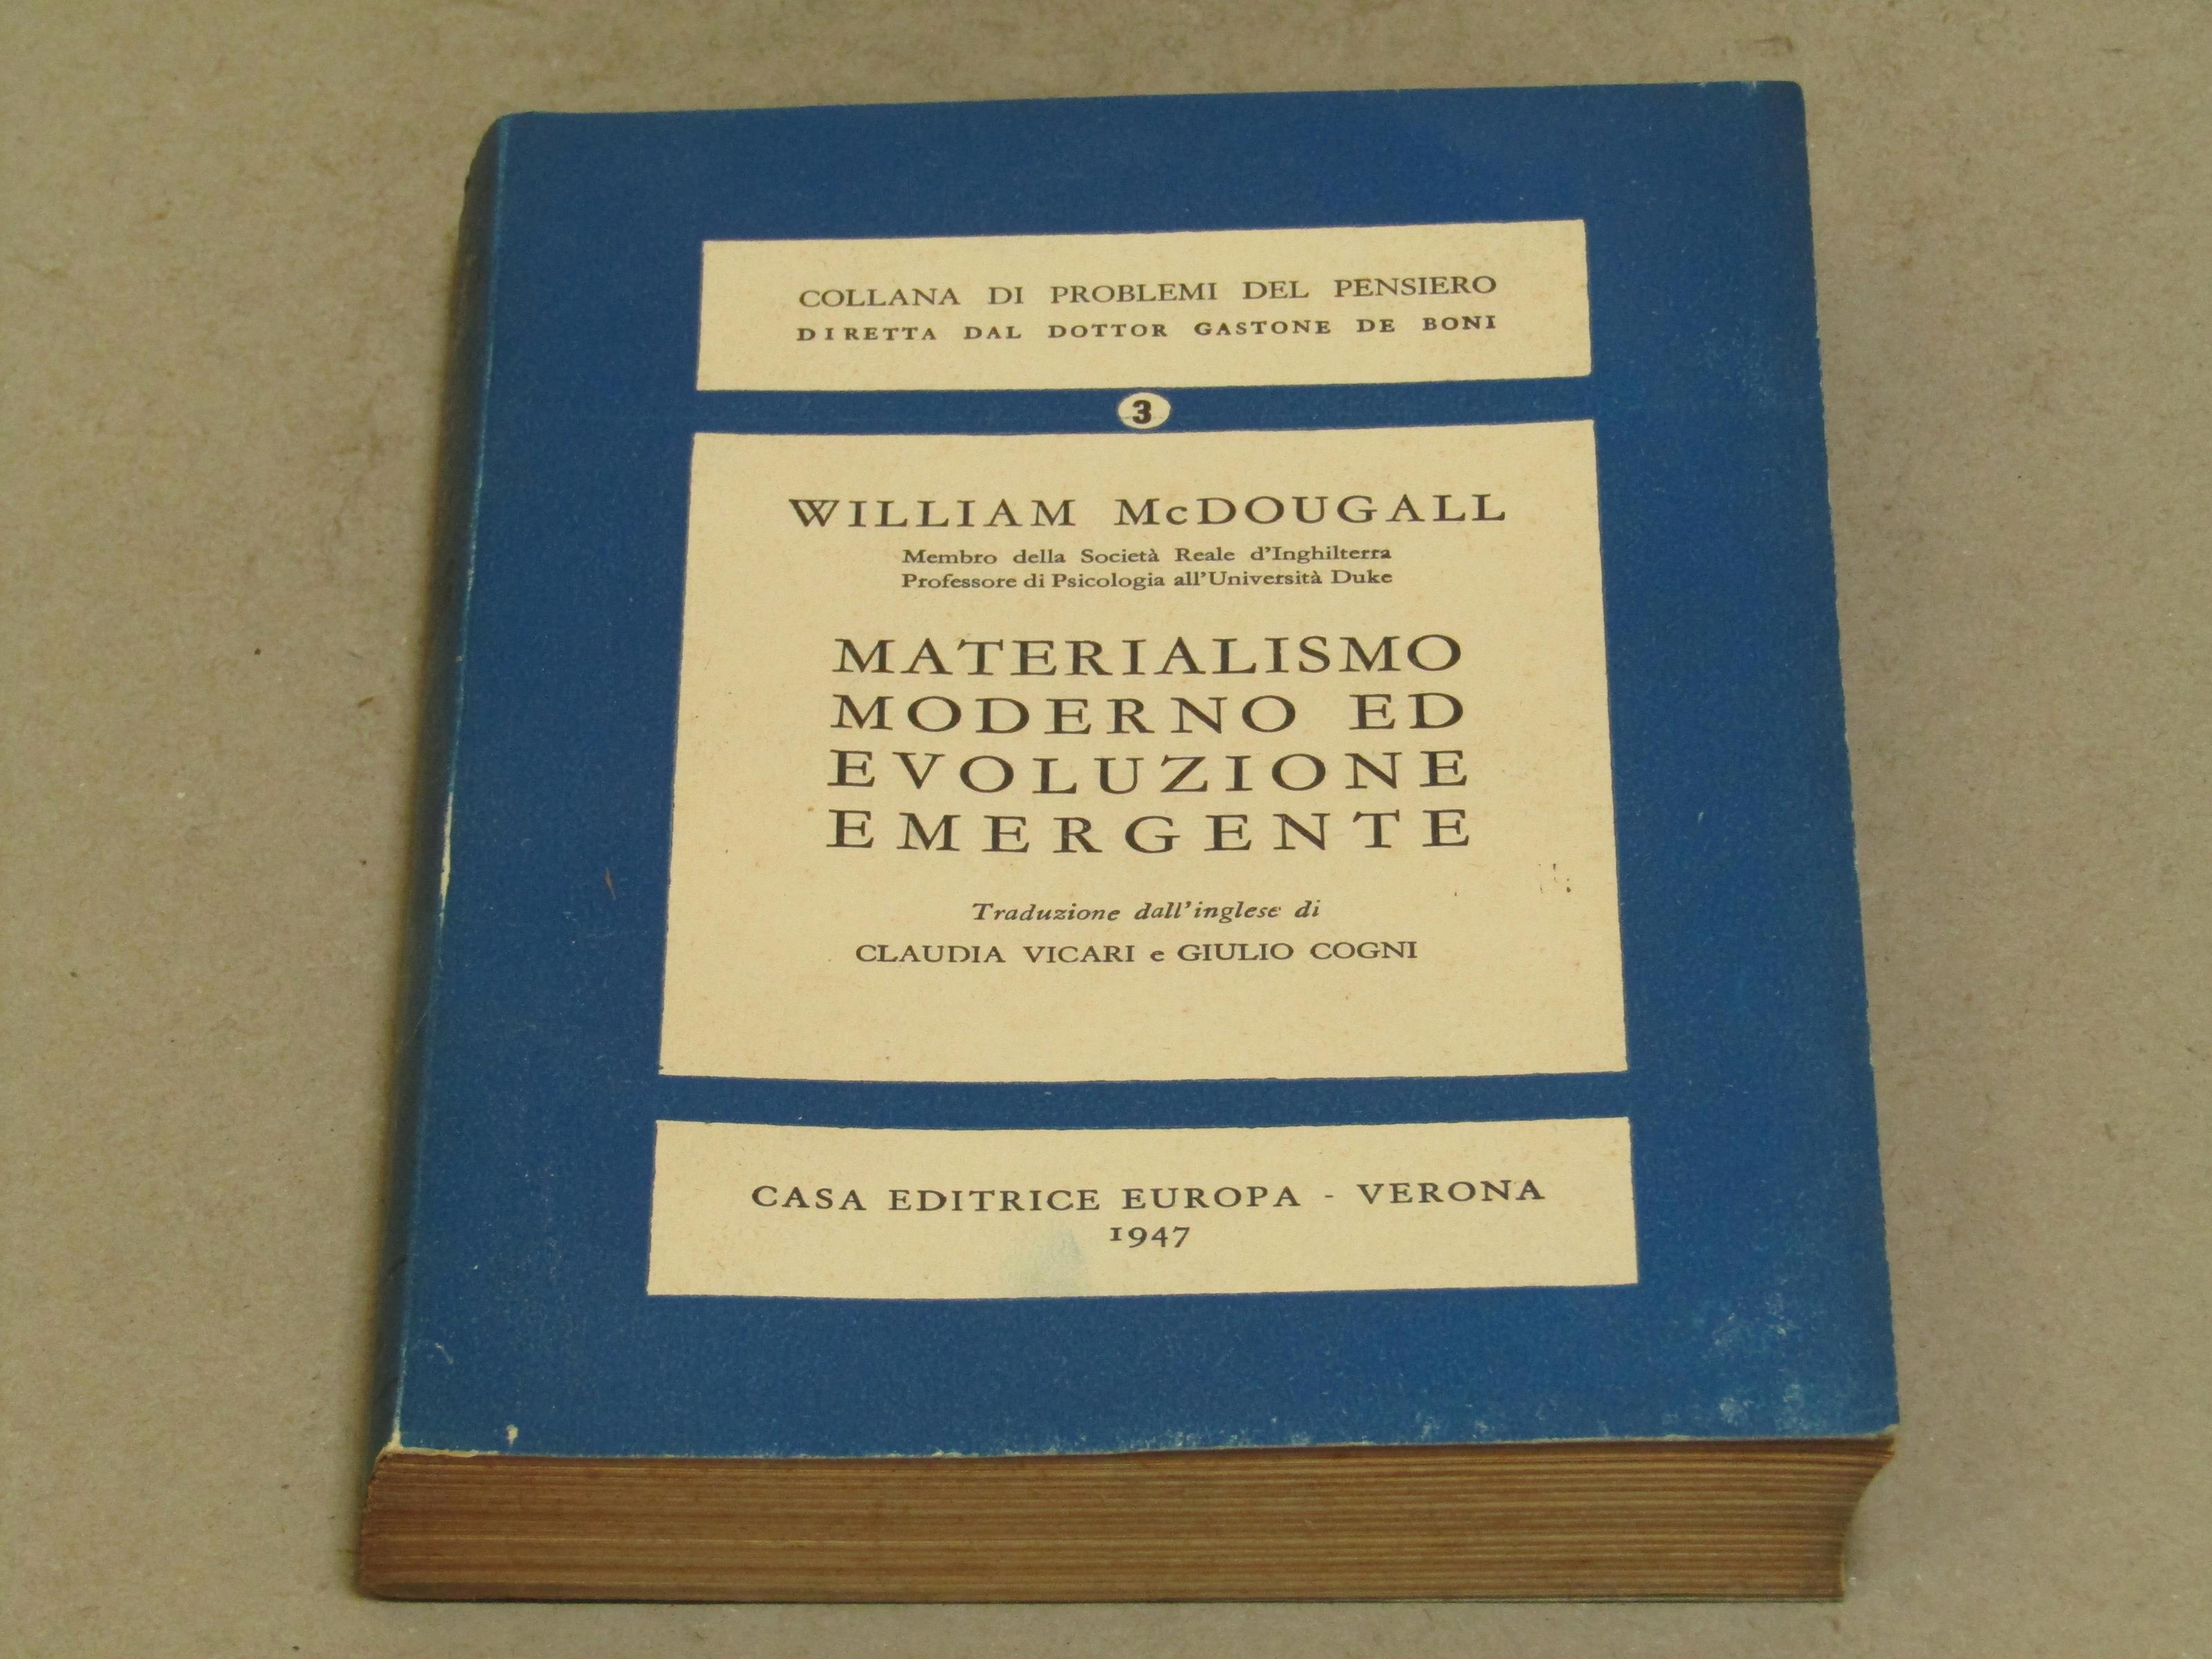 COLLANA DI PROBLEMI DEL PENSIERO
DIRETTA DAL DOTTOR GASTONE DE BONI
3
WILLIAM McDOUGALL
Membro della Società Reale d'Inghilterra
Professore di Psicologia all'Università Duke
MATERIALISMO
MODERNO ED
EVOLUZIONE
EMERGENTE
Traduzione dall'inglese di
CLAUDIA VICARI e GIULIO COGNI
CASA EDITRICE EUROPA - VERONA
1947